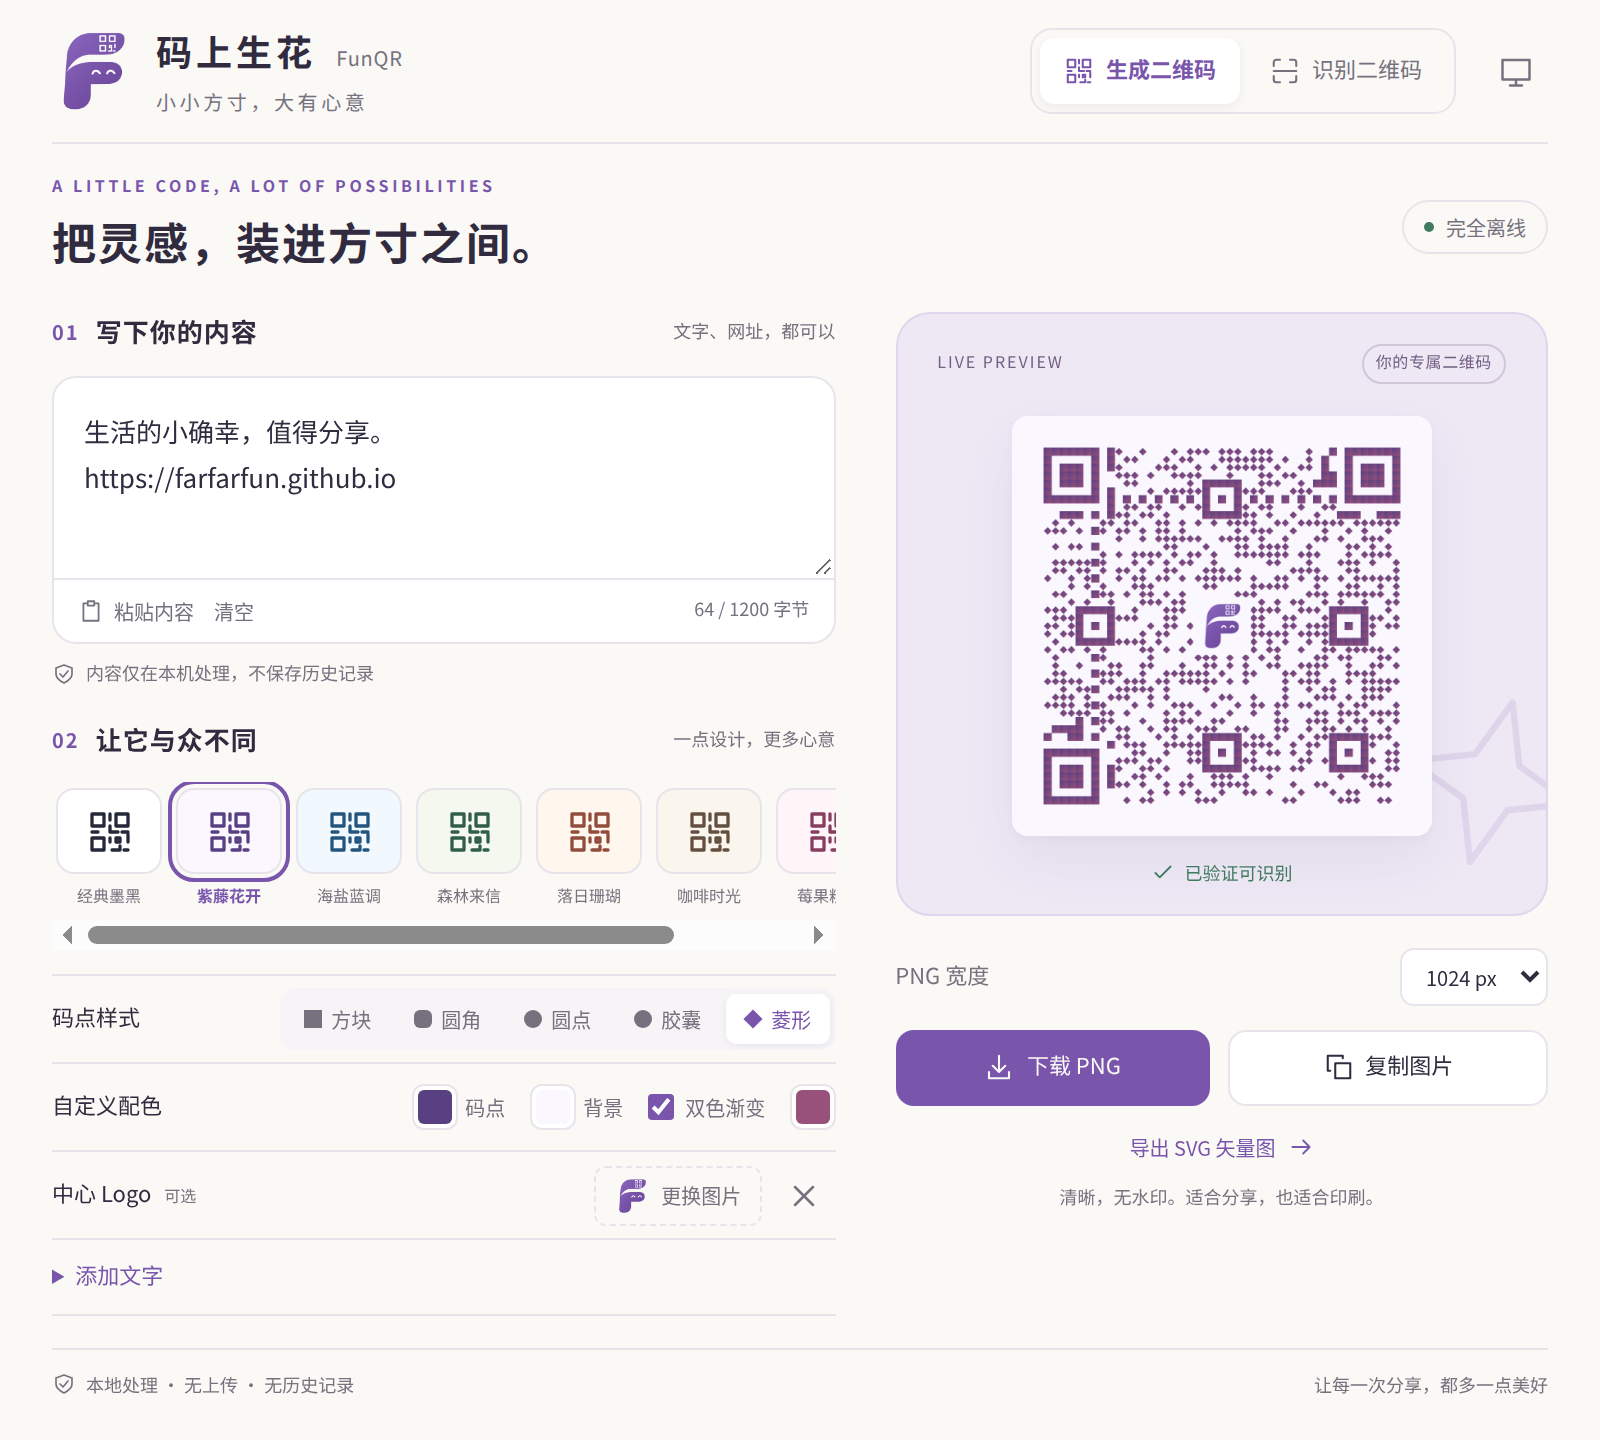 码上生花 FunQR
小小方寸，大有心意
生成二维码 识别二维码
A LITTLE CODE, A LOT OF POSSIBILITIES
把灵感，装进方寸之间。
完全离线
01 写下你的内容 文字、网址，都可以
生活的小确幸，值得分享。
https://farfarfun.github.io
粘贴内容 清空 64 / 1200 字节
内容仅在本机处理，不保存历史记录
02 让它与众不同 一点设计，更多心意
经典墨黑 紫藤花开 海盐蓝调 森林来信 落日珊瑚 咖啡时光 莓果
码点样式 方块 圆角 圆点 胶囊 菱形
自定义配色 码点 背景 双色渐变
中心 Logo 可选 更换图片
添加文字
LIVE PREVIEW 你的专属二维码
已验证可识别
PNG 宽度 1024 px
下载 PNG 复制图片
导出 SVG 矢量图
清晰，无水印。适合分享，也适合印刷。
本地处理 · 无上传 · 无历史记录 让每一次分享，都多一点美好